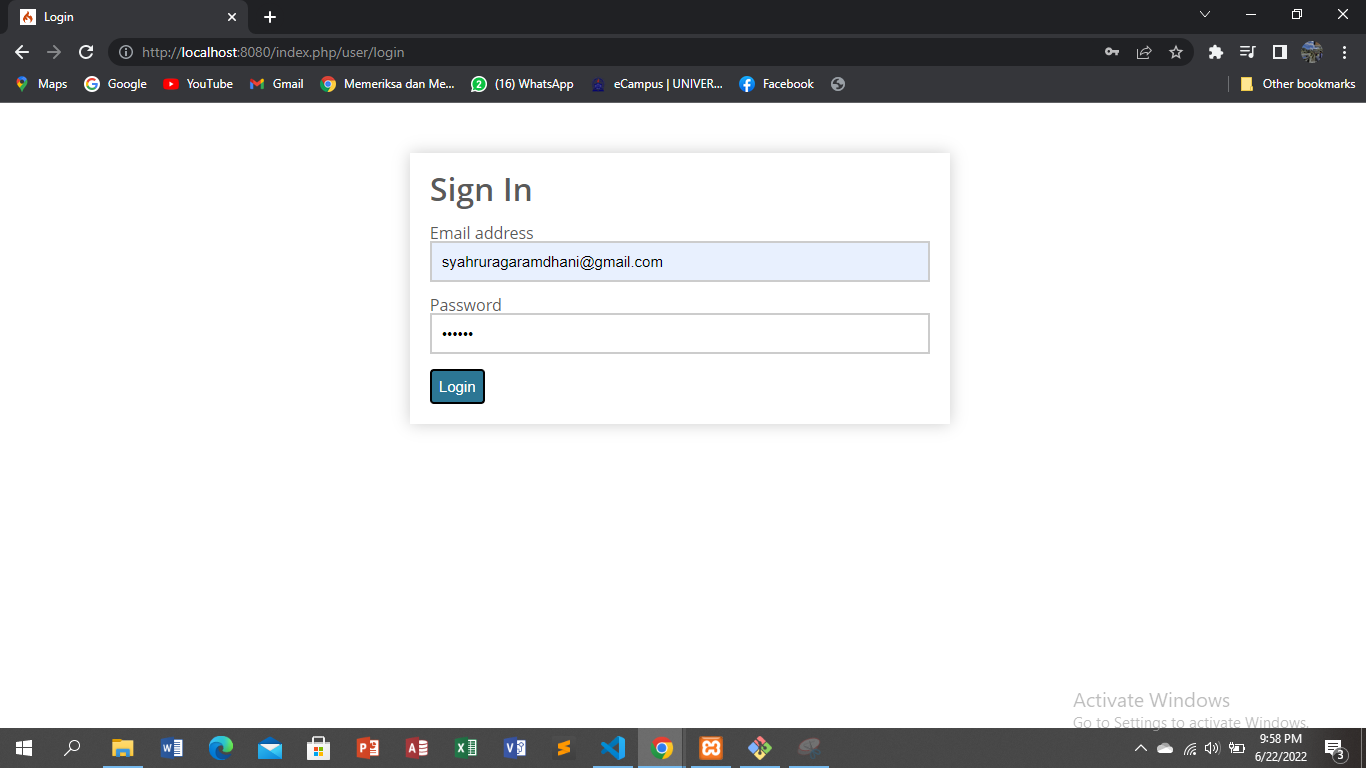 Login
http://localhost:8080/index.php/user/login
Maps Google YouTube Gmail Memeriksa dan Me... (16) WhatsApp eCampus | UNIVER... Facebook Other bookmarks
Sign In
Email address
syahruragaramdhani@gmail.com
Password
••••••
Login
Activate Windows
Go to Settings to activate Windows.
9:58 PM
6/22/2022
3